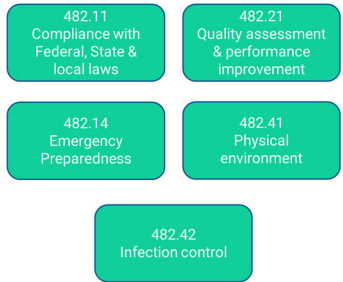 482.11
Compliance with
Federal, State &
local laws
482.21
Quality assessment
& performance
improvement
482.14
Emergency
Preparedness
482.41
Physical
environment
482.42
Infection control